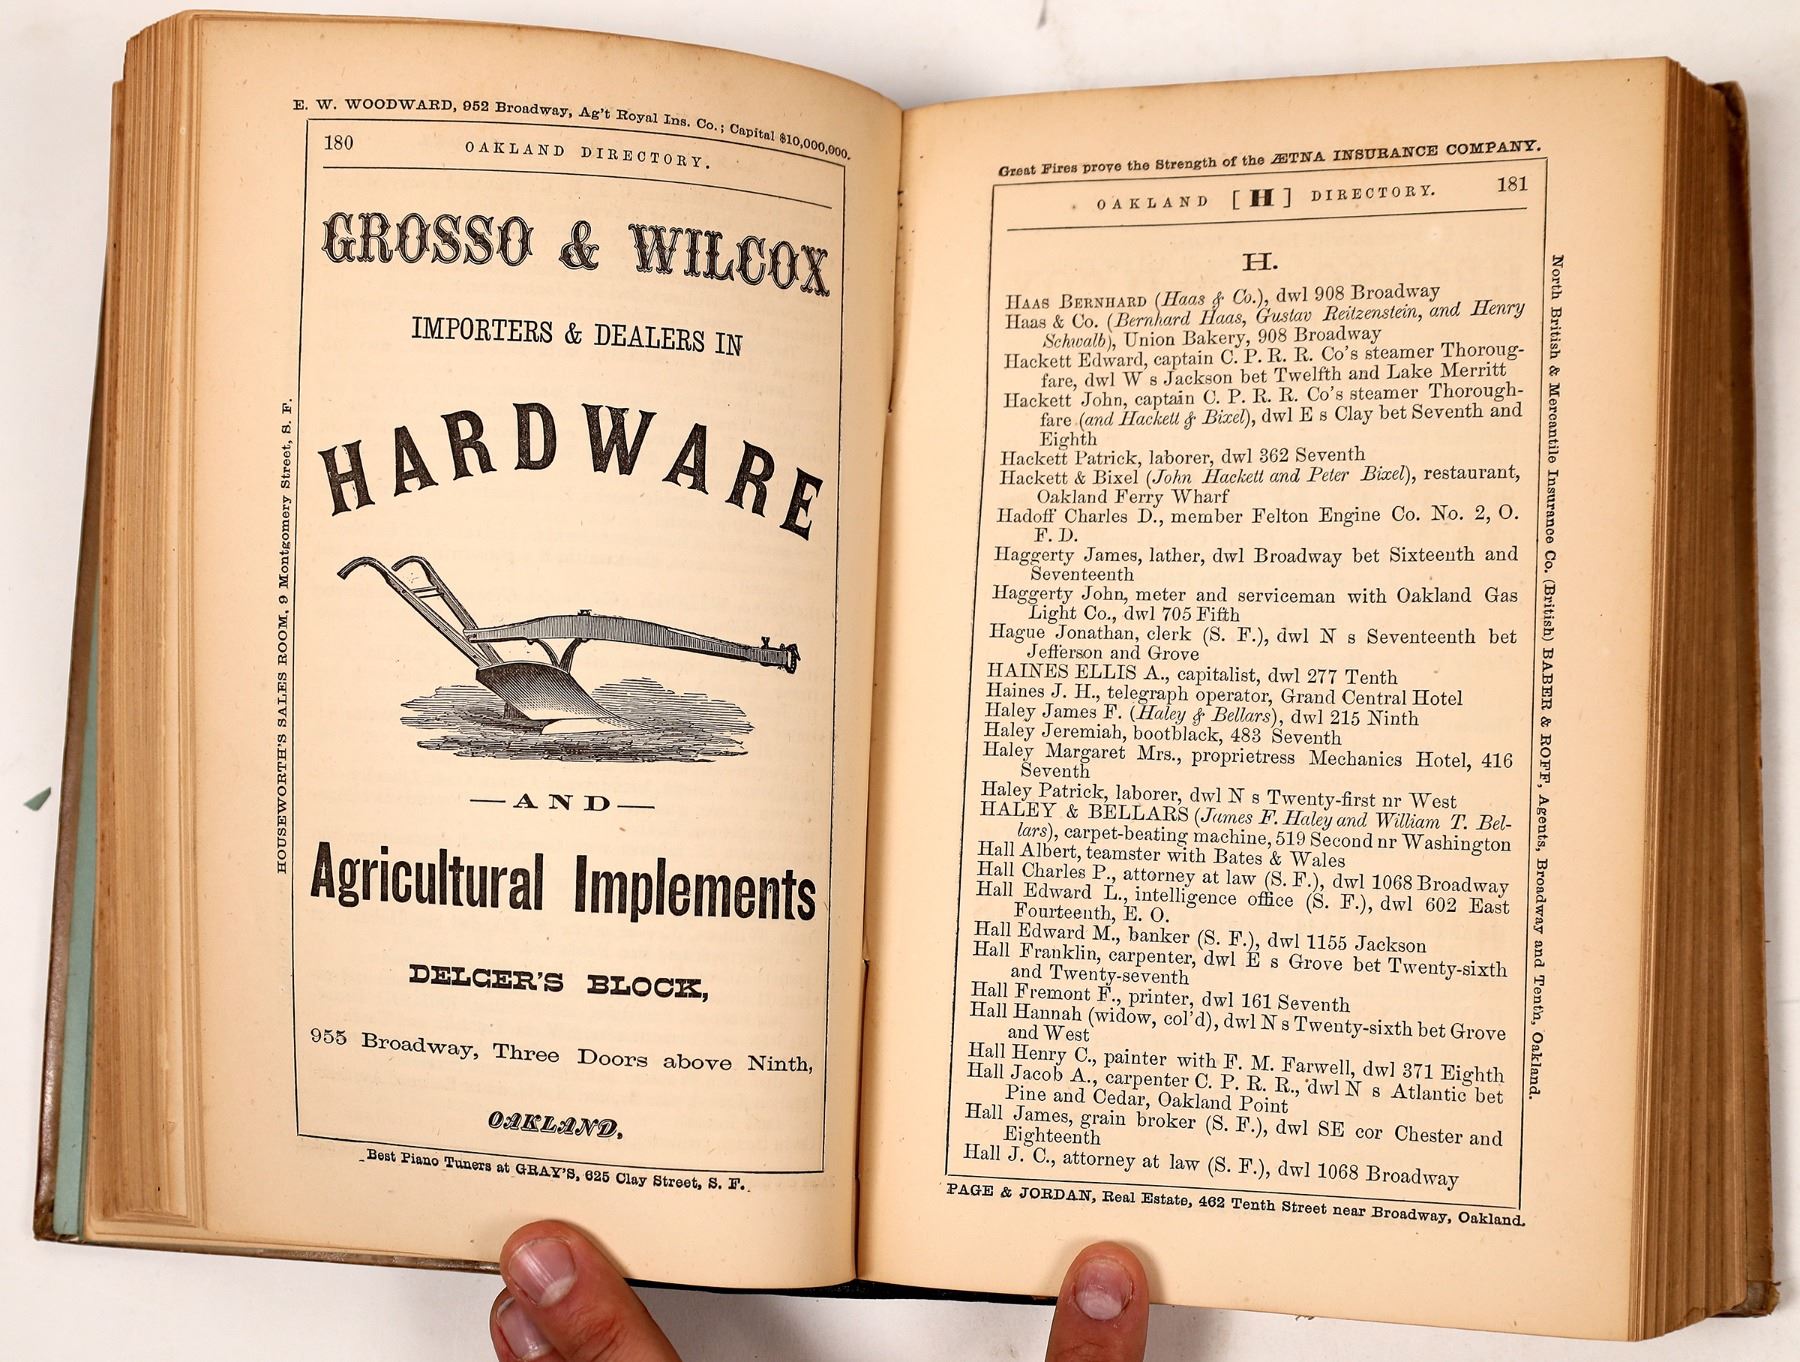 E. W. WOODWARD, 952 Broadway, Ag't Royal Ins. Co.; Capital $10,000,000.
180
OAKLAND DIRECTORY.
GROSSO & WILCOX
IMPORTERS & DEALERS IN
HARDWARE
—AND—
Agricultural Implements
DELGER'S BLOCK,
955 Broadway, Three Doors above Ninth,
OAKLAND.
Best Piano Tuners at GRAY'S, 625 Clay Street, S. F.
HOUSEWORTH'S SALES ROOM, 9 Montgomery Street, S. F.
Great Fires prove the Strength of the ÆTNA INSURANCE COMPANY.
OAKLAND [H] DIRECTORY. 181
H.
HAAS BERNHARD (Haas & Co.), dwl 908 Broadway
Haas & Co. (Bernhard Haas, Gustav Reitzenstein, and Henry
Schwalb), Union Bakery, 908 Broadway
Hackett Edward, captain C. P. R. R. Co's steamer Thoroug-
fare, dwl W s Jackson bet Twelfth and Lake Merritt
Hackett John, captain C. P. R. R. Co's steamer Thorough-
fare (and Hackett & Bixel), dwl E s Clay bet Seventh and
Eighth
Hackett Patrick, laborer, dwl 362 Seventh
Hackett & Bixel (John Hackett and Peter Bixel), restaurant,
Oakland Ferry Wharf
Hadoff Charles D., member Felton Engine Co. No. 2, O.
F. D.
Haggerty James, lather, dwl Broadway bet Sixteenth and
Seventeenth
Haggerty John, meter and serviceman with Oakland Gas
Light Co., dwl 705 Fifth
Hague Jonathan, clerk (S. F.), dwl N s Seventeenth bet
Jefferson and Grove
HAINES ELLIS A., capitalist, dwl 277 Tenth
Haines J. H., telegraph operator, Grand Central Hotel
Haley James F. (Haley & Bellars), dwl 215 Ninth
Haley Jeremiah, bootblack, 483 Seventh
Haley Margaret Mrs., proprietress Mechanics Hotel, 416
Seventh
Haley Patrick, laborer, dwl N s Twenty-first nr West
HALEY & BELLARS (James F. Haley and William T. Bel-
lars), carpet-beating machine, 519 Second nr Washington
Hall Albert, teamster with Bates & Wales
Hall Charles P., attorney at law (S. F.), dwl 1068 Broadway
Hall Edward L., intelligence office (S. F.), dwl 602 East
Fourteenth, E. O.
Hall Edward M., banker (S. F.), dwl 1155 Jackson
Hall Franklin, carpenter, dwl E s Grove bet Twenty-sixth
and Twenty-seventh
Hall Fremont F., printer, dwl 161 Seventh
Hall Hannah (widow, col'd), dwl N s Twenty-sixth bet Grove
and West
Hall Henry C., painter with F. M. Farwell, dwl 371 Eighth
Hall Jacob A., carpenter C. P. R. R., dwl N s Atlantic bet
Pine and Cedar, Oakland Point
Hall James, grain broker (S. F.), dwl SE cor Chester and
Eighteenth
Hall J. C., attorney at law (S. F.), dwl 1068 Broadway
PAGE & JORDAN, Real Estate, 462 Tenth Street near Broadway, Oakland.
North British & Mercantile Insurance Co. (British) BABER & ROFF, Agents, Broadway and Tenth, Oakland.